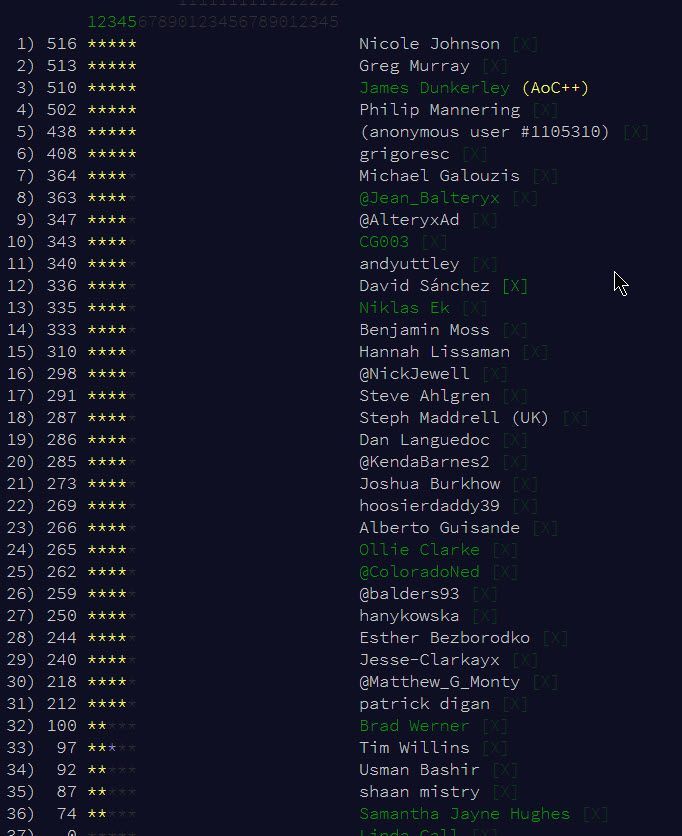 1111111111222222
1234567890123456789012345
1) 516 ***** Nicole Johnson [X]
2) 513 ***** Greg Murray [X]
3) 510 ***** James Dunkerley (AoC++)
4) 502 ***** Philip Mannering [X]
5) 438 ***** (anonymous user #1105310) [X]
6) 408 ***** grigoresc [X]
7) 364 ***** Michael Galouzis [X]
8) 363 ***** @Jean_Balteryx [X]
9) 347 ***** @AlteryxAd [X]
10) 343 ***** CG003 [X]
11) 340 ***** andyuttley [X]
12) 336 ***** David Sánchez [X]
13) 335 ***** Niklas Ek [X]
14) 333 ***** Benjamin Moss [X]
15) 310 ***** Hannah Lissaman [X]
16) 298 ***** @NickJewell [X]
17) 291 ***** Steve Ahlgren [X]
18) 287 ***** Steph Maddrell (UK) [X]
19) 286 ***** Dan Languedoc [X]
20) 285 ***** @KendaBarnes2 [X]
21) 273 ***** Joshua Burkhow [X]
22) 269 ***** hoosierdaddy39 [X]
23) 266 ***** Alberto Guisande [X]
24) 265 ***** Ollie Clarke [X]
25) 262 ***** @ColoradoNed [X]
26) 259 ***** @balders93 [X]
27) 250 ***** hanykowska [X]
28) 244 ***** Esther Bezborodko [X]
29) 240 ***** Jesse-Clarkayx [X]
30) 218 ***** @Matthew_G_Monty [X]
31) 212 ***** patrick digan [X]
32) 100 ***** Brad Werner [X]
33) 97 ***** Tim Willins [X]
34) 92 ***** Usman Bashir [X]
35) 87 ***** shaan mistry [X]
36) 74 ***** Samantha Jayne Hughes [X]
37) 0